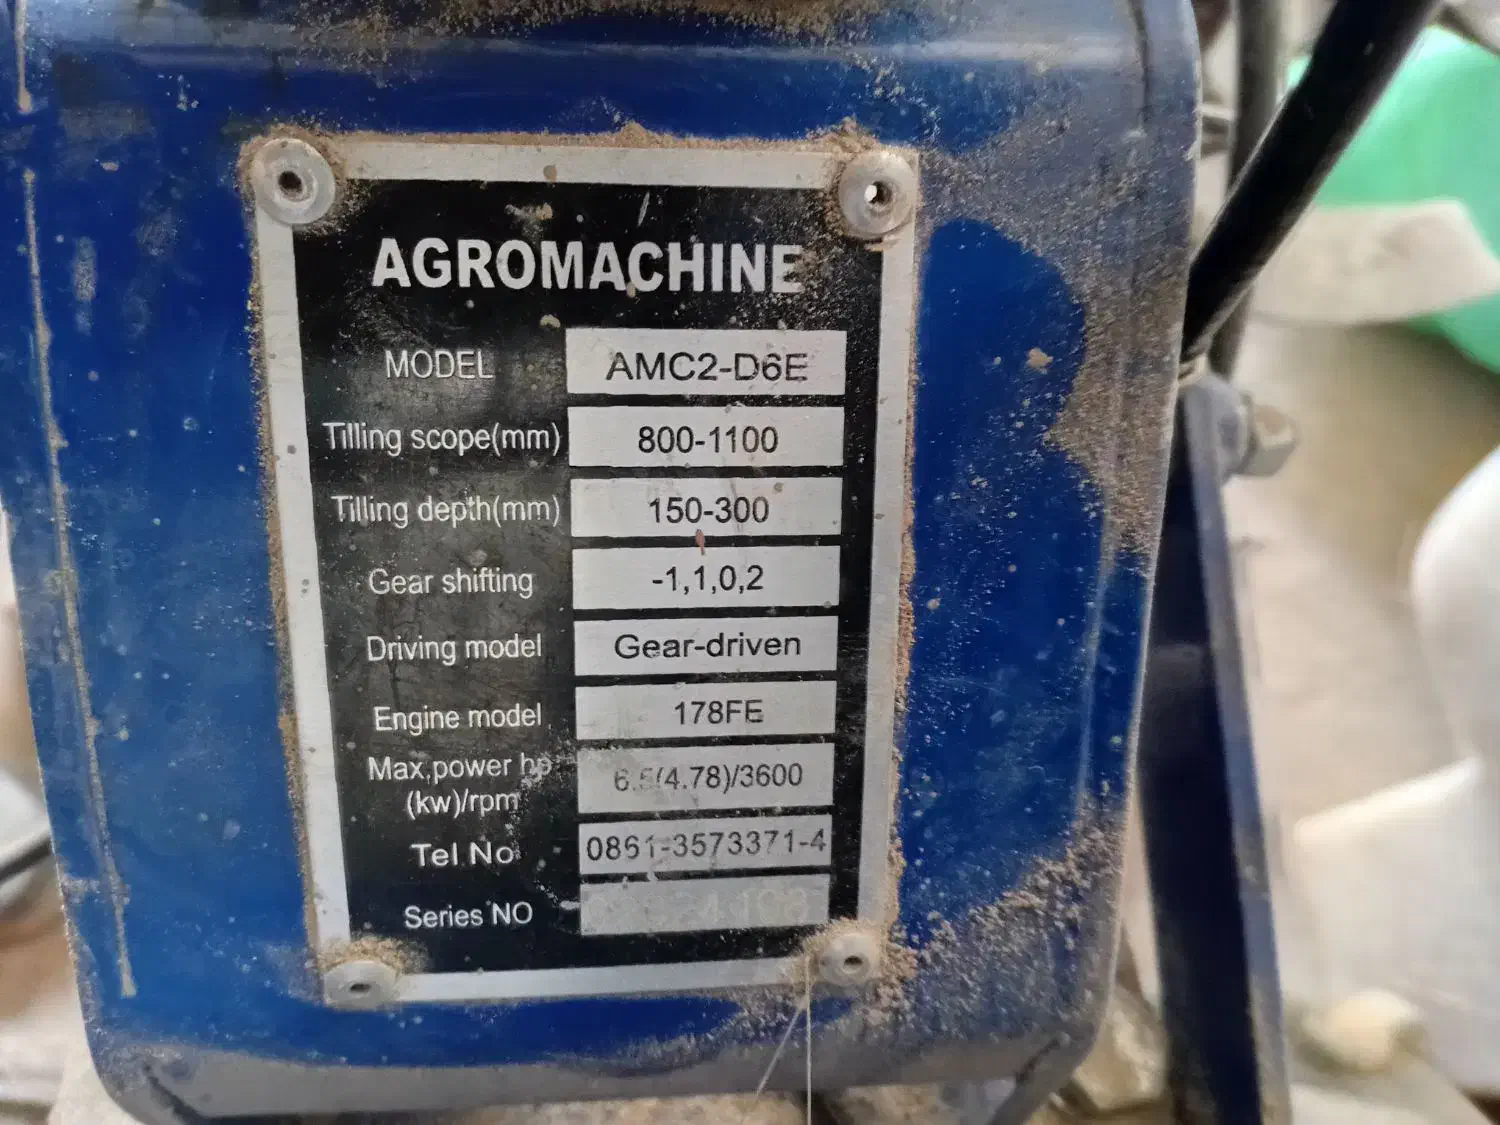 AGROMACHINE
MODEL AMC2-D6E
Tilling scope(mm) 800-1100
Tilling depth(mm) 150-300
Gear shifting -1,1,0,2
Driving model Gear-driven
Engine model 178FE
Max,power hp 6.5(4.78)/3600
(kw)/rpm
Tel No 0861-3573371-4
Series NO